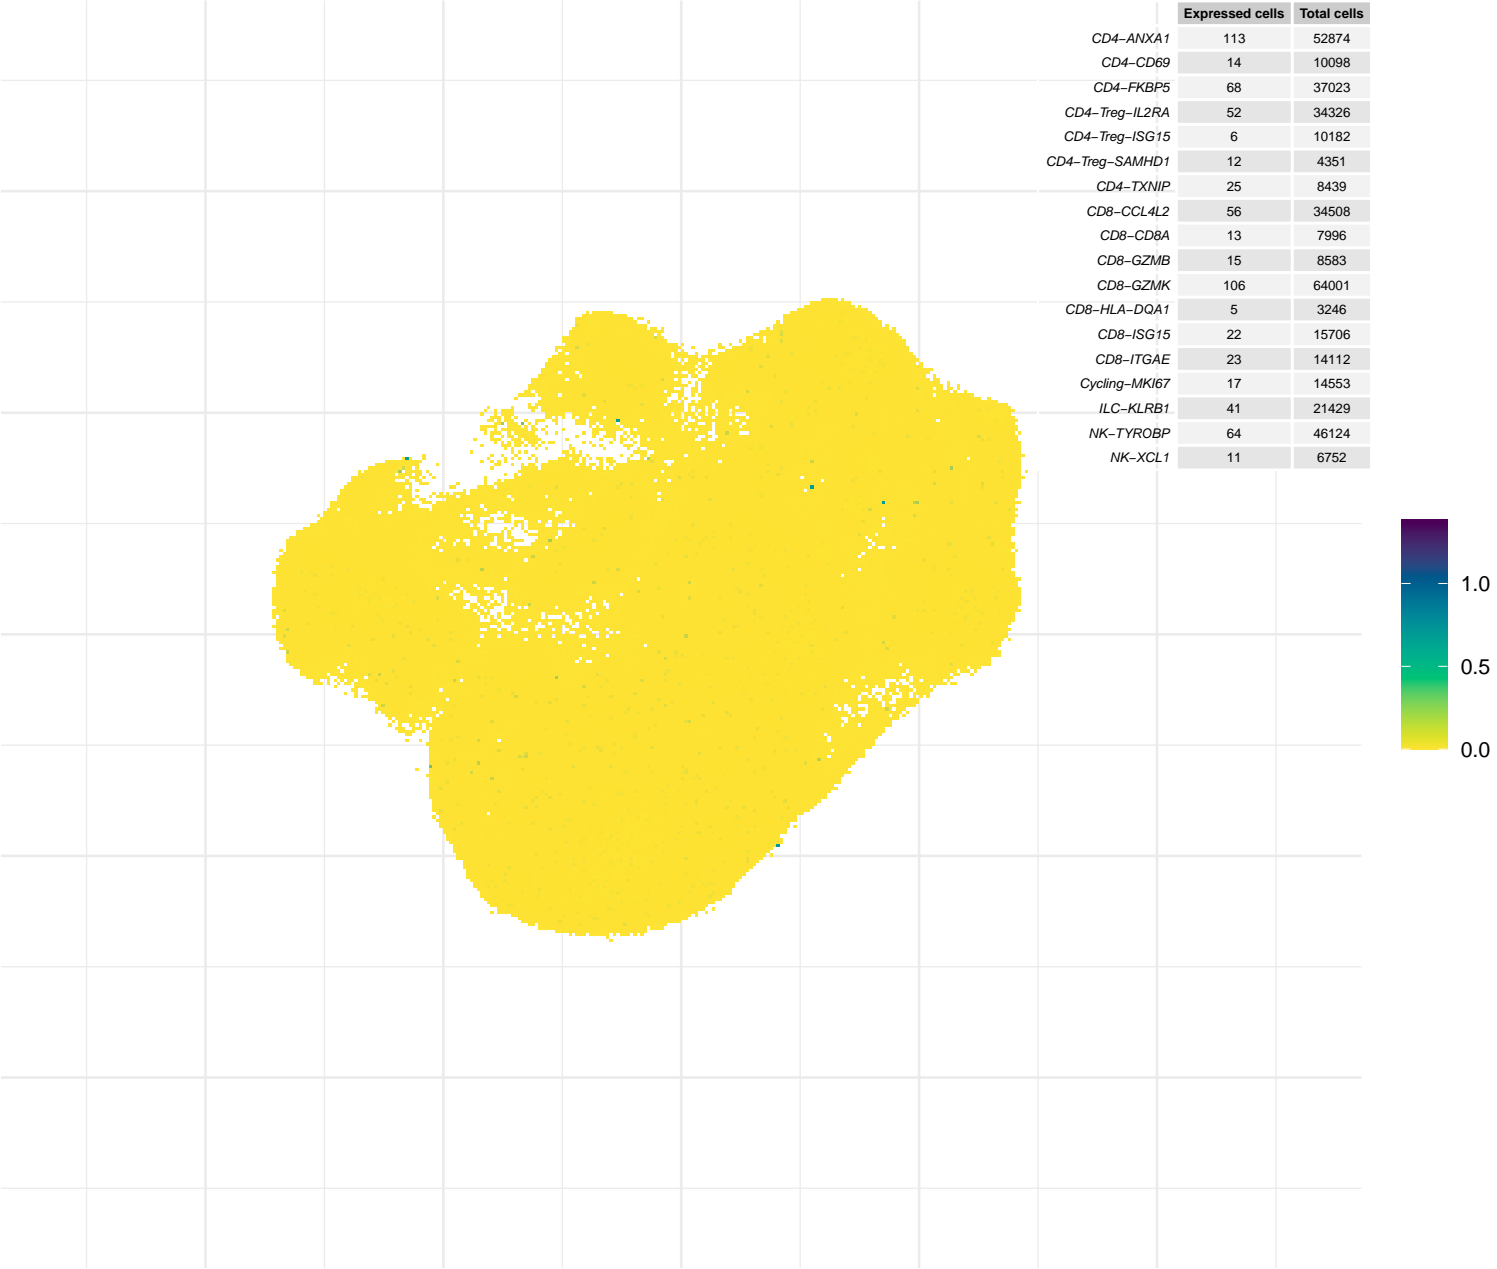 Expressed cells Total cells
CD4−ANXA1 113 52874
CD4−CD69 14 10098
CD4−FKBP5 68 37023
CD4−Treg−IL2RA 52 34326
CD4−Treg−ISG15 6 10182
CD4−Treg−SAMHD1 12 4351
CD4−TXNIP 25 8439
CD8−CCL4L2 56 34508
CD8−CD8A 13 7996
CD8−GZMB 15 8583
CD8−GZMK 106 64001
CD8−HLA−DQA1 5 3246
CD8−ISG15 22 15706
CD8−ITGAE 23 14112
Cycling−MKI67 17 14553
ILC−KLRB1 41 21429
NK−TYROBP 64 46124
NK−XCL1 11 6752
1.0
0.5
0.0